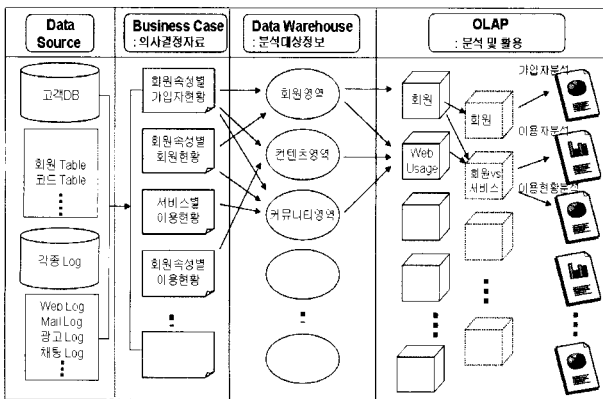 Data
Source
고객DB
회원 Table
코드 Table
각종 Log
Web Log
Mail Log
광고 Log
채팅 Log
Business Case
: 의사결정자료
회원속성별
가입자현황
회원속성별
회원현황
서비스별
이용현황
회원속성별
이용현황
Data Warehouse
: 분석대상정보
회원영역
컨텐츠영역
커뮤니티영역
OLAP
: 분석 및 활용
회원
Web
Usage
회원
회원vs
서비스
가입자분석
이용자분석
이용현황분석